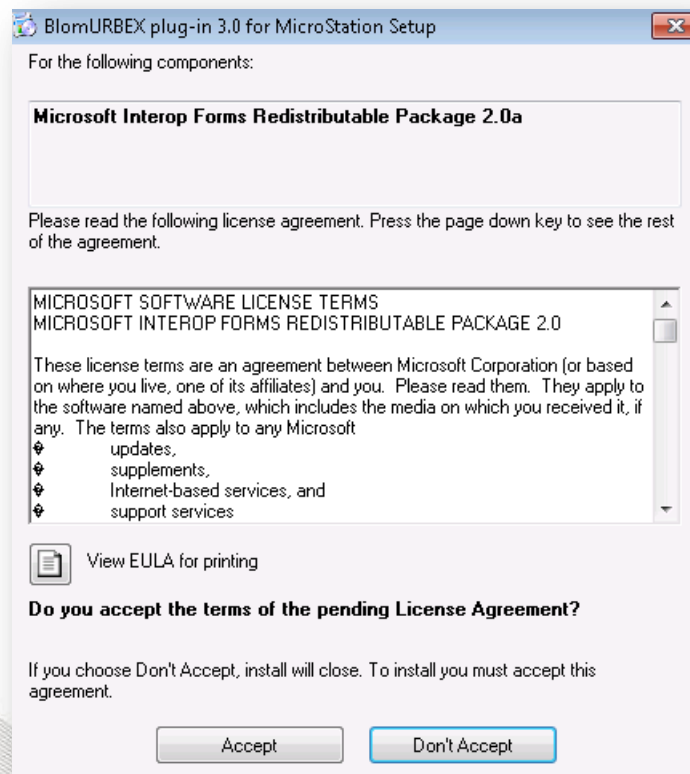 BlomURBEX plug-in 3.0 for MicroStation Setup
For the following components:
Microsoft Interop Forms Redistributable Package 2.0a
Please read the following license agreement. Press the page down key to see the rest
of the agreement.
MICROSOFT SOFTWARE LICENSE TERMS
MICROSOFT INTEROP FORMS REDISTRIBUTABLE PACKAGE 2.0
These license terms are an agreement between Microsoft Corporation (or based
on where you live, one of its affiliates) and you.  Please read them.  They apply to
the software named above, which includes the media on which you received it, if
any.  The terms also apply to any Microsoft
� updates,
� supplements,
� Internet-based services, and
� support services
View EULA for printing
Do you accept the terms of the pending License Agreement?
If you choose Don't Accept, install will close. To install you must accept this
agreement.
Accept
Don't Accept